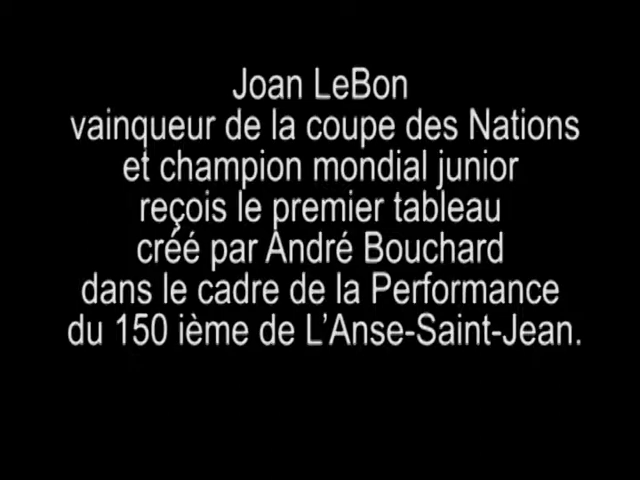 Joan LeBon
vainqueur de la coupe des Nations
et champion mondial junior
reçois le premier tableau
créé par André Bouchard
dans le cadre de la Performance
du 150 ième de L'Anse-Saint-Jean.